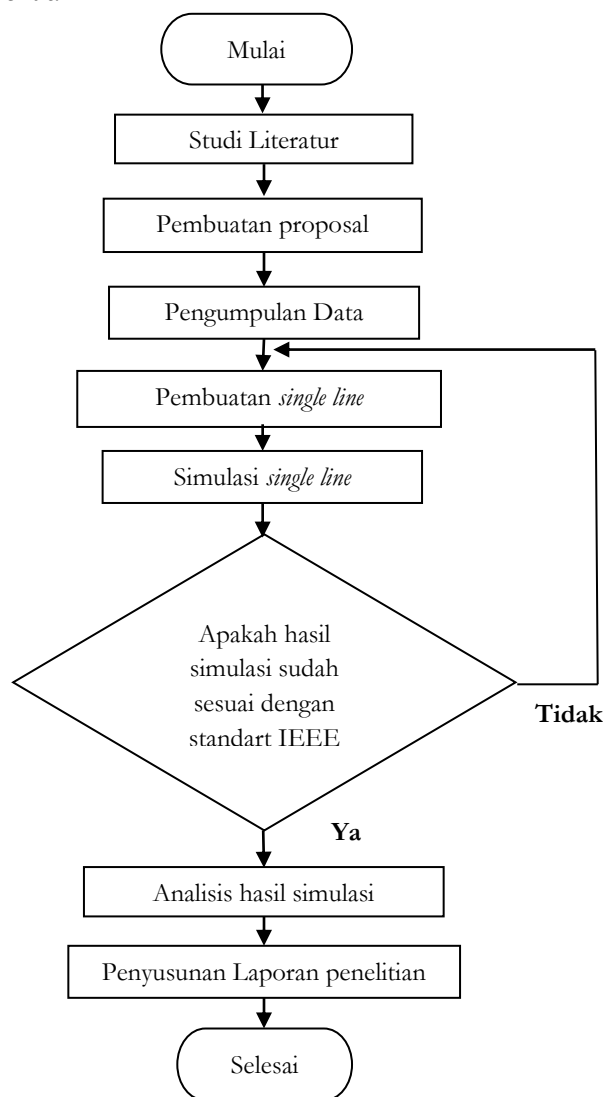 Mulai
Studi Literatur
Pembuatan proposal
Pengumpulan Data
Pembuatan single line
Simulasi single line
Apakah hasil
simulasi sudah
sesuai dengan
standart IEEE
Tidak
Ya
Analisis hasil simulasi
Penyusunan Laporan penelitian
Selesai